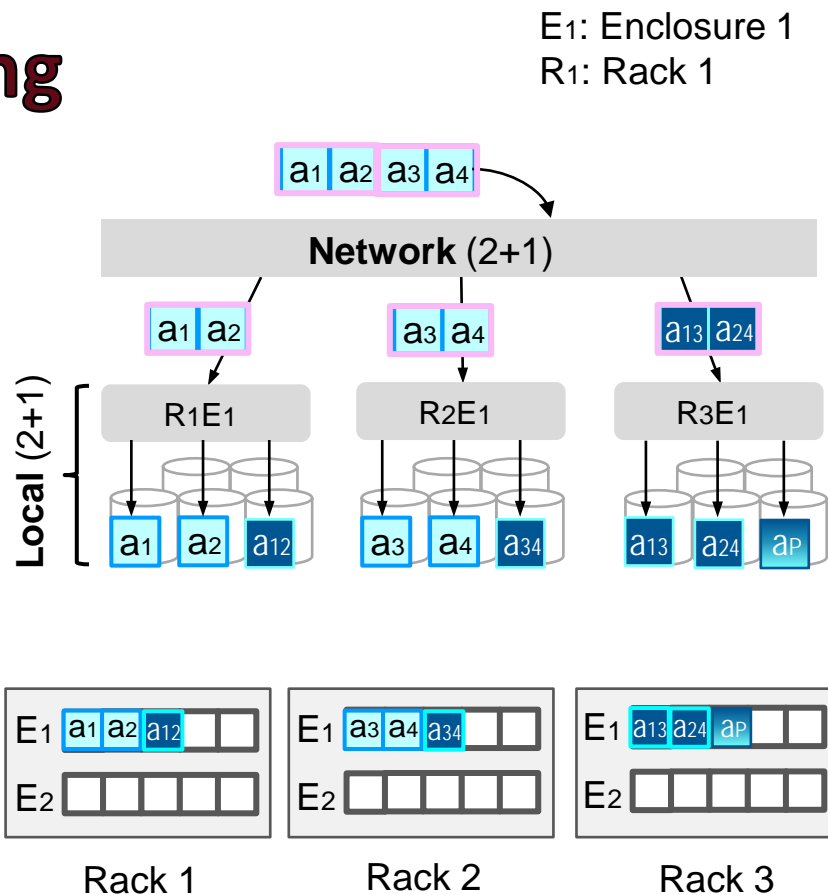 E1: Enclosure 1
R1: Rack 1
ng
a1 a2 a3 a4
Network (2+1)
a1 a2
a3 a4
a13 a24
Local (2+1)
R1E1
R2E1
R3E1
a1 a2 a12
a3 a4 a34
a13 a24 aP
E1 a1 a2 a12
E1 a3 a4 a34
E1 a13 a24 aP
E2
E2
E2
Rack 1
Rack 2
Rack 3